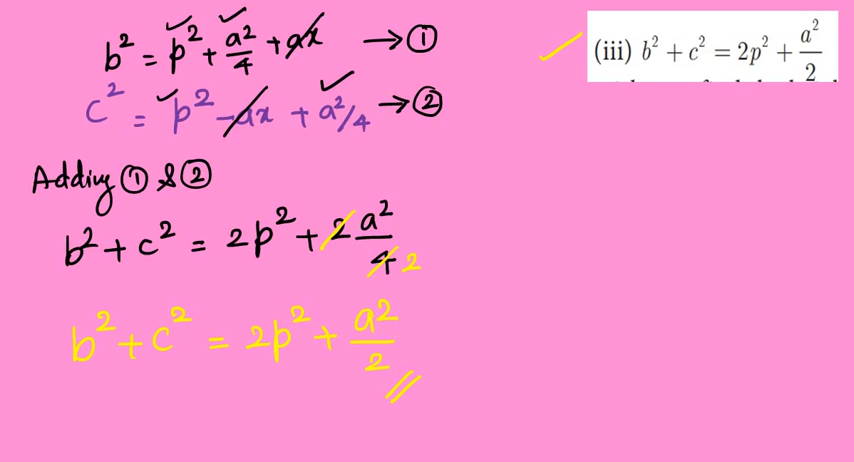 b² = p² + a²/4 + ax → ①
(iii) b² + c² = 2p² + a²/2
c² = p² - ax + a²/4 → ②
Adding ① & ②
b² + c² = 2p² + 2 a²/4 2
b² + c² = 2p² + a²/2 //